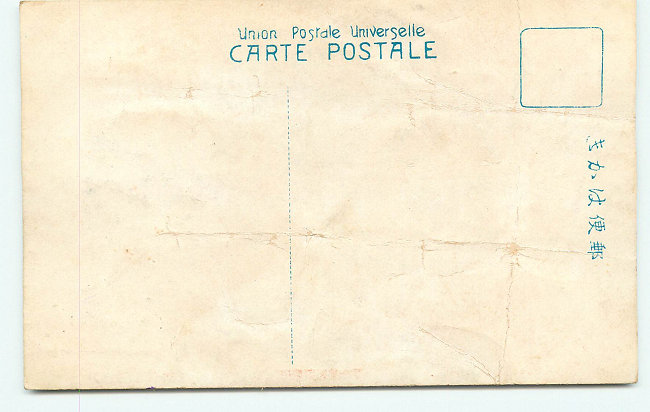 Union Postale Universelle
CARTE POSTALE
郵便はかき